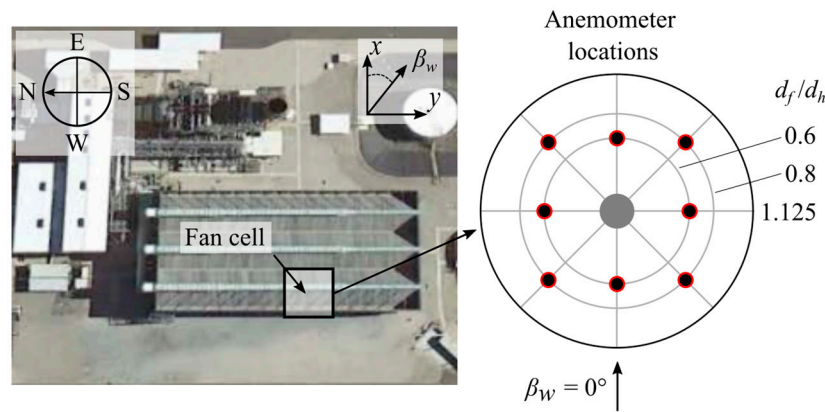 E
N
S
W
x
β_w
y
Fan cell
Anemometer
locations
d_f/d_h
0.6
0.8
1.125
β_w = 0°